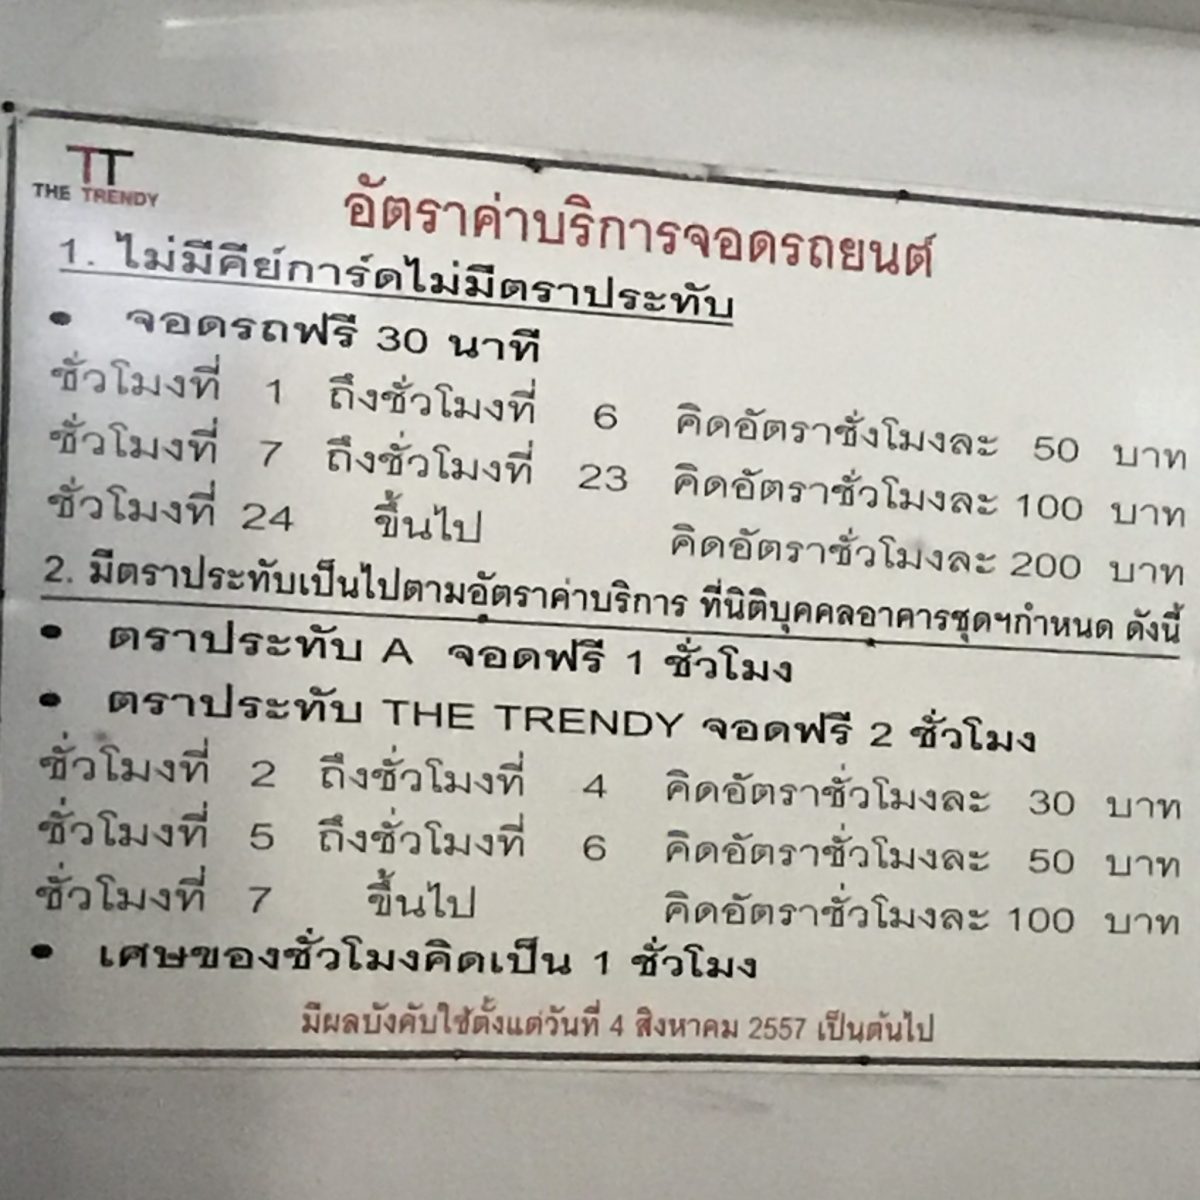 TT
THE TRENDY
อัตราค่าบริการจอดรถยนต์
1. ไม่มีคีย์การ์ดไม่มีตราประทับ
• จอดรถฟรี 30 นาที
ชั่วโมงที่ 1 ถึงชั่วโมงที่ 6 คิดอัตราชั่งโมงละ 50 บาท
ชั่วโมงที่ 7 ถึงชั่วโมงที่ 23 คิดอัตราชั่วโมงละ 100 บาท
ชั่วโมงที่ 24 ขึ้นไป คิดอัตราชั่วโมงละ 200 บาท
2. มีตราประทับเป็นไปตามอัตราค่าบริการ ที่นิติบุคคลอาคารชุดฯกำหนด ดังนี้
• ตราประทับ A จอดฟรี 1 ชั่วโมง
• ตราประทับ THE TRENDY จอดฟรี 2 ชั่วโมง
ชั่วโมงที่ 2 ถึงชั่วโมงที่ 4 คิดอัตราชั่วโมงละ 30 บาท
ชั่วโมงที่ 5 ถึงชั่วโมงที่ 6 คิดอัตราชั่วโมงละ 50 บาท
ชั่วโมงที่ 7 ขึ้นไป คิดอัตราชั่วโมงละ 100 บาท
• เศษของชั่วโมงคิดเป็น 1 ชั่วโมง
มีผลบังคับใช้ตั้งแต่วันที่ 4 สิงหาคม 2557 เป็นต้นไป